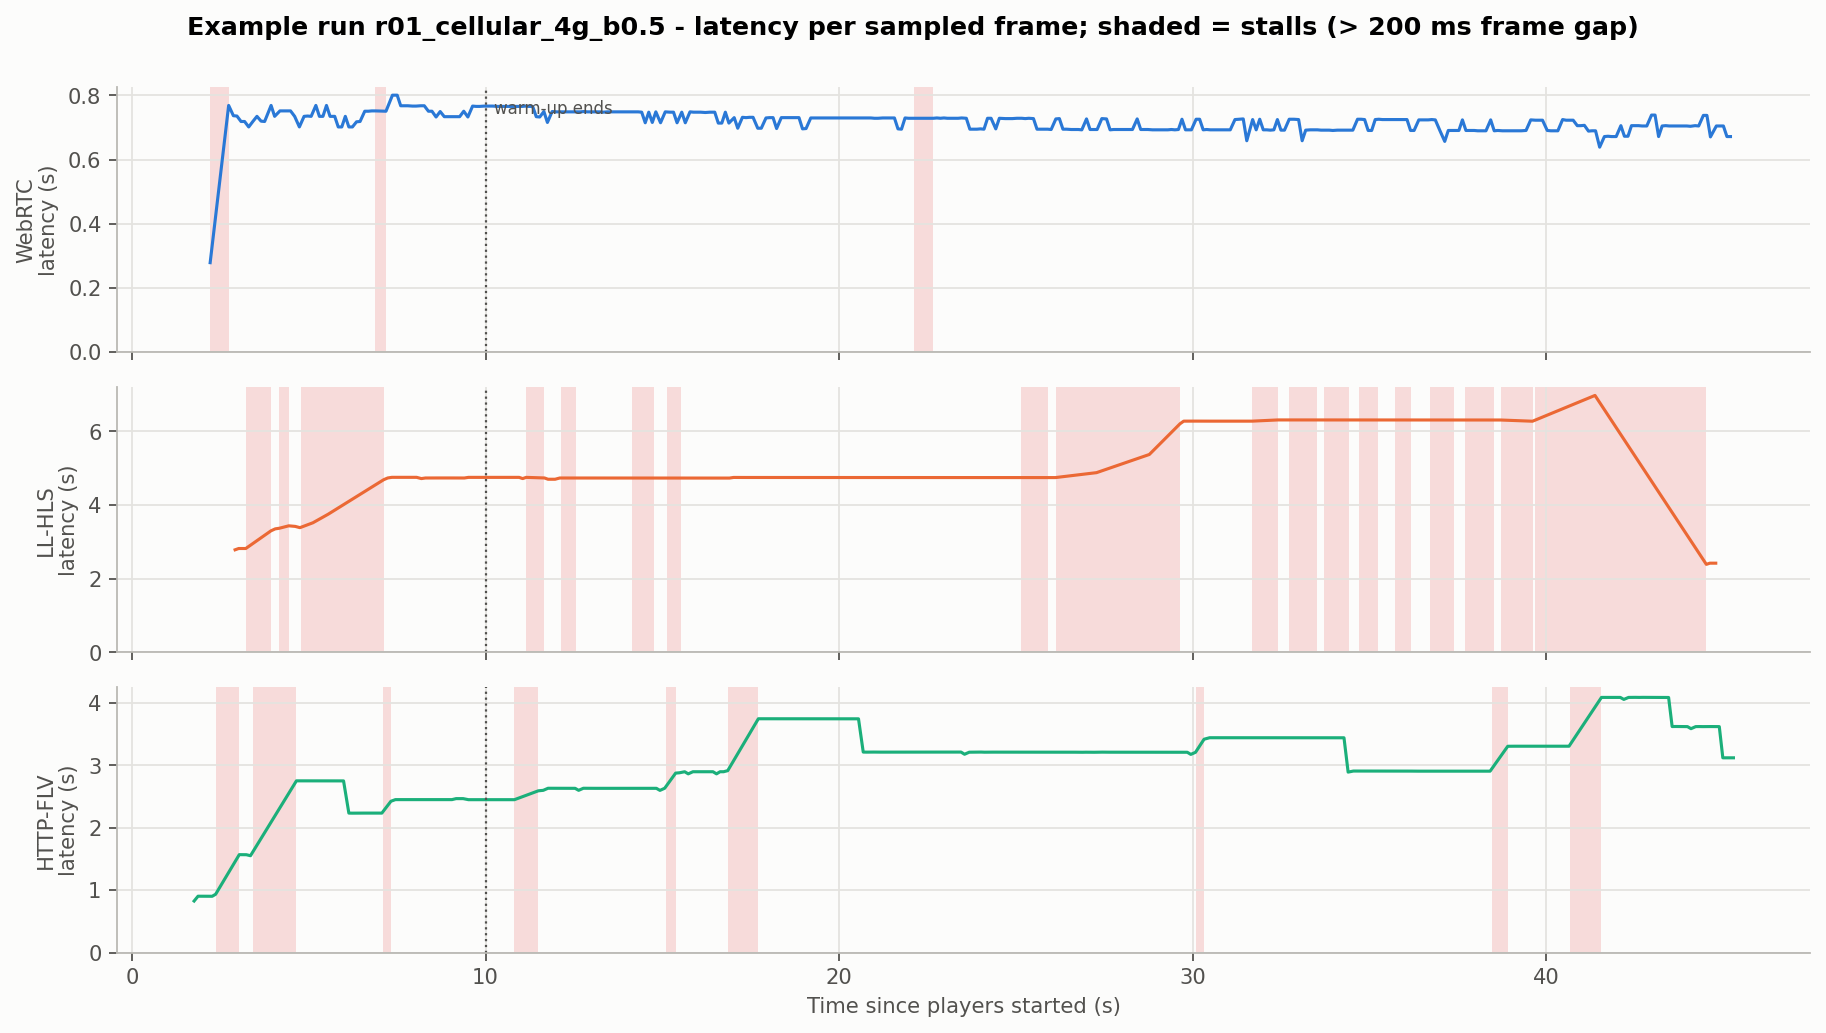 Example run r01_cellular_4g_b0.5 - latency per sampled frame; shaded = stalls (> 200 ms frame gap)
WebRTC
latency (s)
0.8
0.6
0.4
0.2
0.0
warm-up ends
LL-HLS
latency (s)
6
4
2
0
HTTP-FLV
latency (s)
4
3
2
1
0
0 10 20 30 40
Time since players started (s)